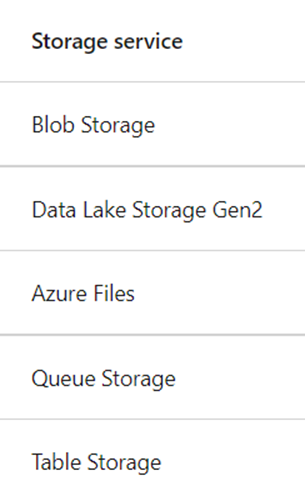 Storage service
Blob Storage
Data Lake Storage Gen2
Azure Files
Queue Storage
Table Storage